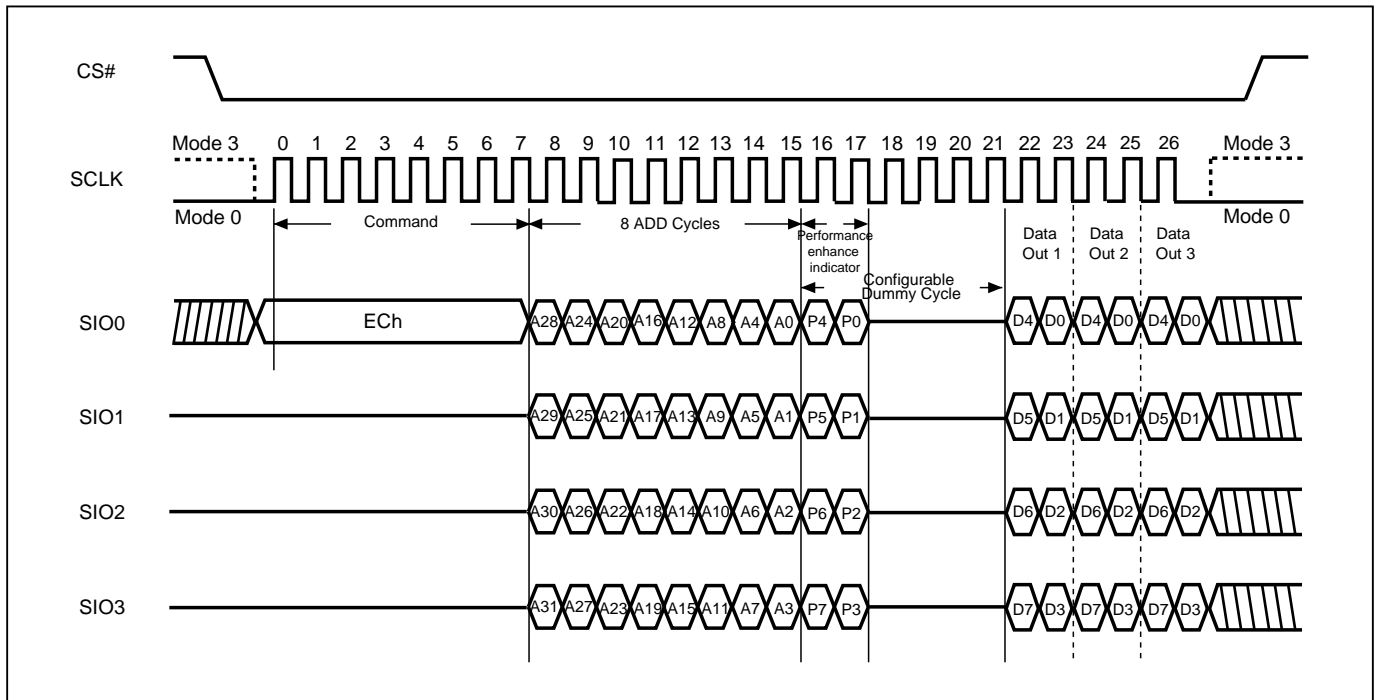 CS#
Mode 3 0 1 2 3 4 5 6 7 8 9 10 11 12 13 14 15 16 17 18 19 20 21 22 23 24 25 26 Mode 3
SCLK
Mode 0 Mode 0
Command 8 ADD Cycles
Performance
enhance
indicator
Data
Out 1
Data
Out 2
Data
Out 3
Configurable
Dummy Cycle
SIO0 ECh A28 A24 A20 A16 A12 A8 A4 A0 P4 P0 D4 D0 D4 D0 D4 D0
SIO1 A29 A25 A21 A17 A13 A9 A5 A1 P5 P1 D5 D1 D5 D1 D5 D1
SIO2 A30 A26 A22 A18 A14 A10 A6 A2 P6 P2 D6 D2 D6 D2 D6 D2
SIO3 A31 A27 A23 A19 A15 A11 A7 A3 P7 P3 D7 D3 D7 D3 D7 D3